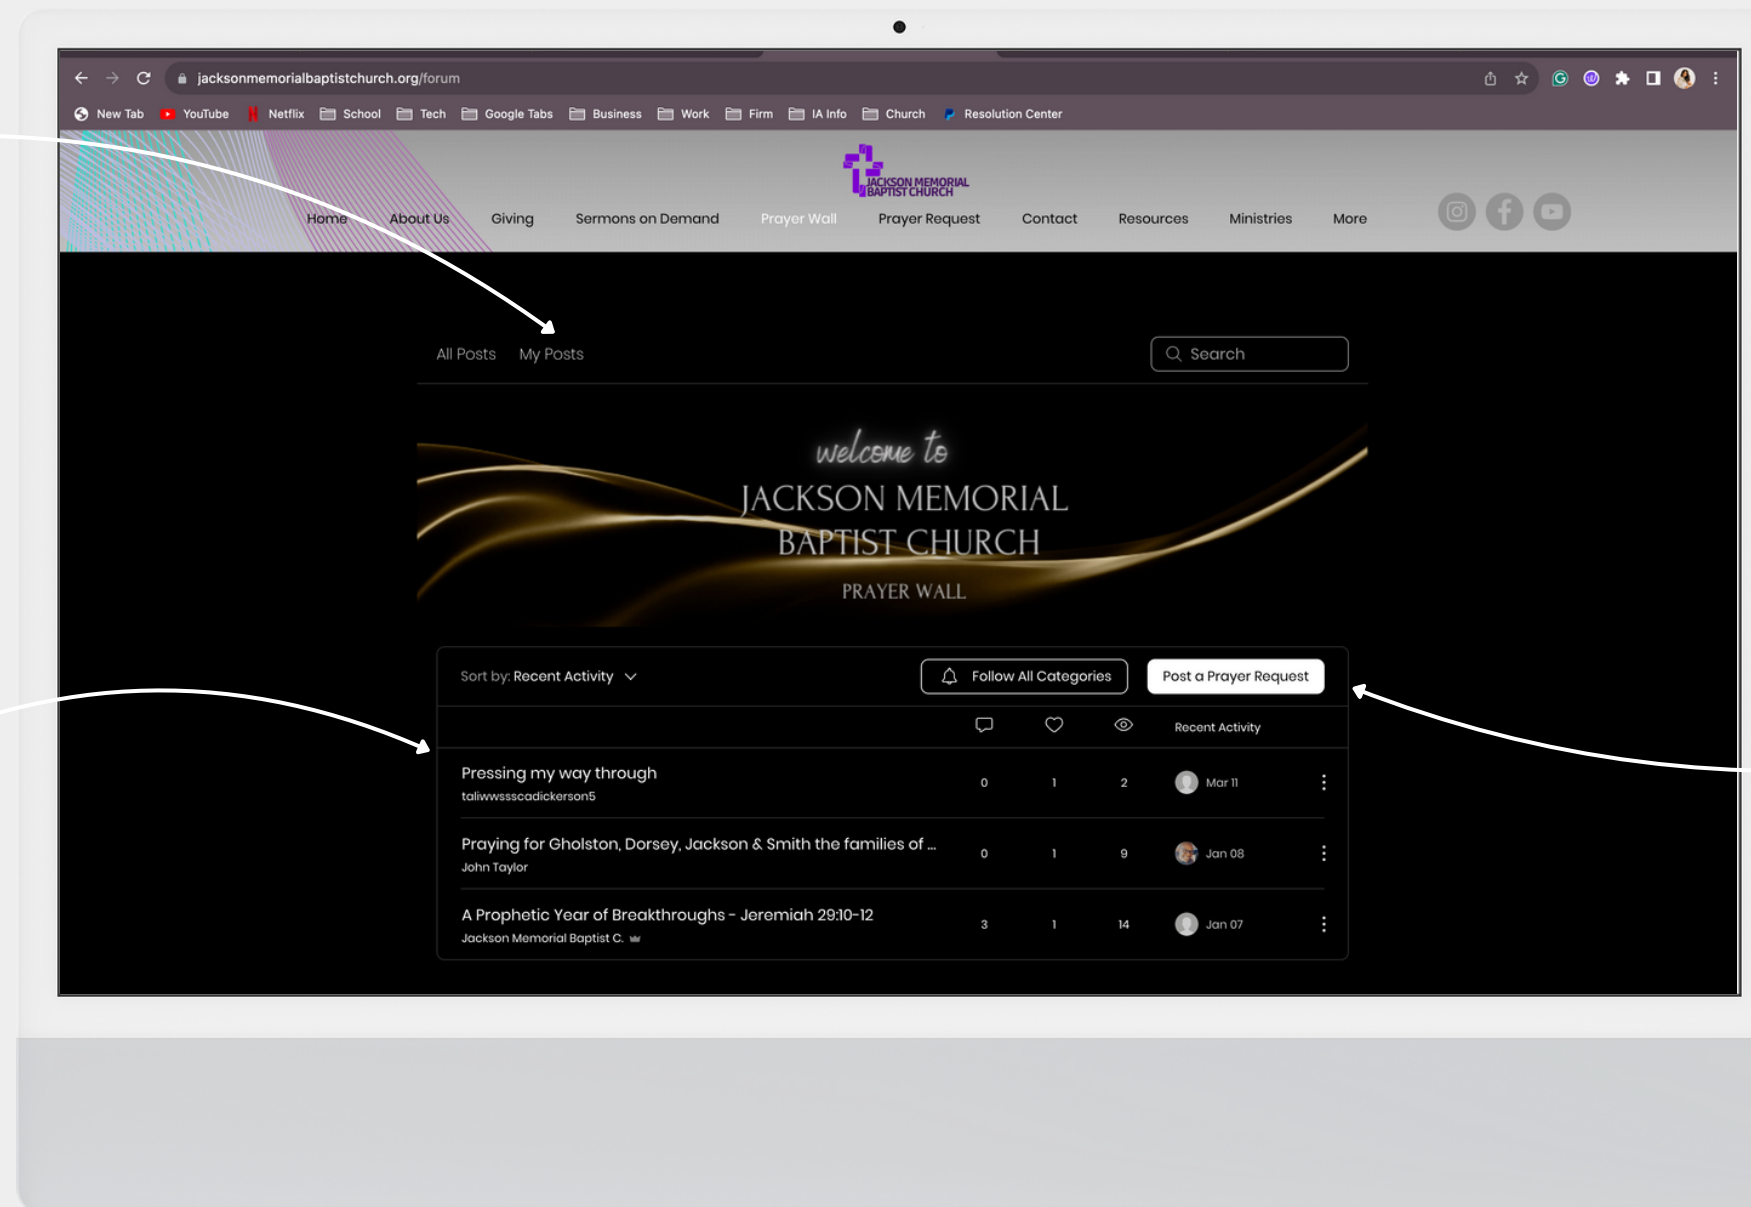 jacksonmemorialbaptistchurch.org/forum
New Tab YouTube Netflix School Tech Google Tabs Business Work Firm IA Info Church Resolution Center
JACKSON MEMORIAL
BAPTIST CHURCH
Home About Us Giving Sermons on Demand Prayer Wall Prayer Request Contact Resources Ministries More
All Posts My Posts Search
welcome to
JACKSON MEMORIAL
BAPTIST CHURCH
PRAYER WALL
Sort by: Recent Activity Follow All Categories Post a Prayer Request
Recent Activity
Pressing my way through
taliwwssscadickerson5
0 1 2 Mar 11
Praying for Gholston, Dorsey, Jackson & Smith the families of ...
John Taylor
0 1 9 Jan 08
A Prophetic Year of Breakthroughs - Jeremiah 29:10-12
Jackson Memorial Baptist C.
3 1 14 Jan 07